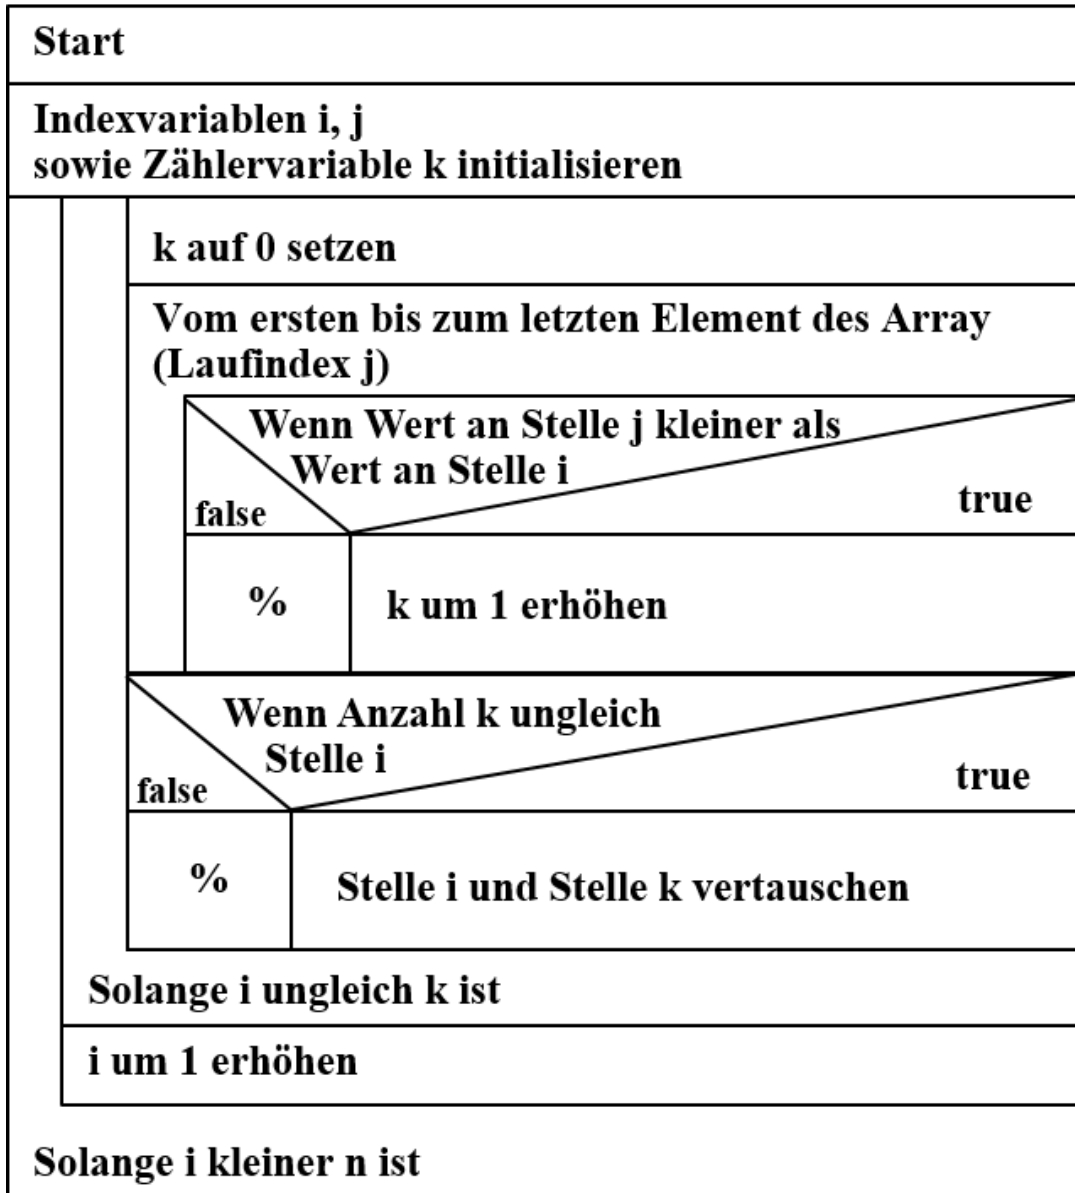 Start
Indexvariablen i, j
sowie Zählervariable k initialisieren
k auf 0 setzen
Vom ersten bis zum letzten Element des Array
(Laufindex j)
Wenn Wert an Stelle j kleiner als
Wert an Stelle i
false
true
%
k um 1 erhöhen
Wenn Anzahl k ungleich
Stelle i
false
true
%
Stelle i und Stelle k vertauschen
Solange i ungleich k ist
i um 1 erhöhen
Solange i kleiner n ist